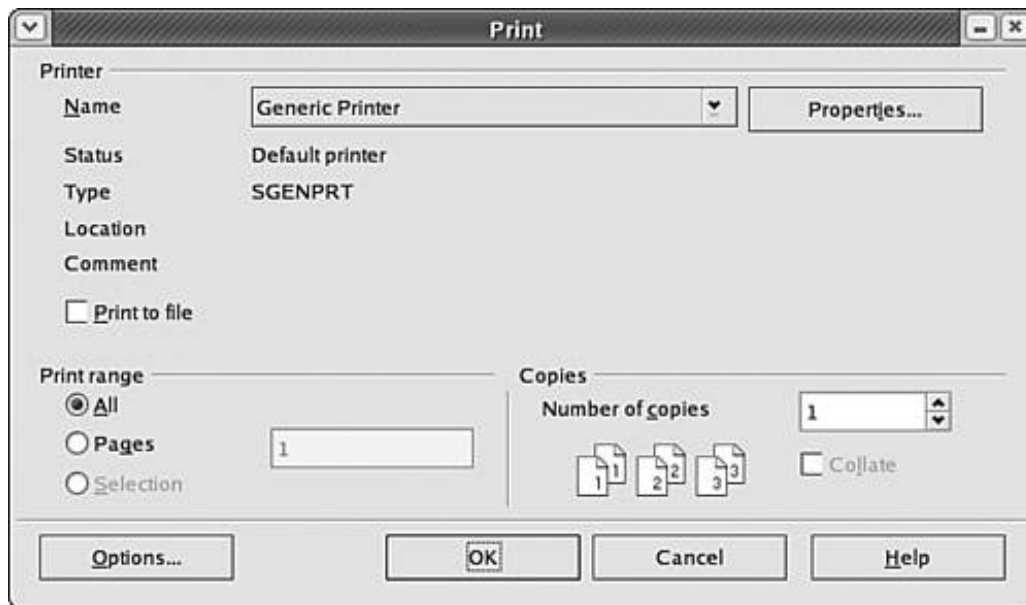 Print
Printer
Name Generic Printer Properties...
Status Default printer
Type SGENPRT
Location
Comment
Print to file
Print range
All
Pages 1
Selection
Copies
Number of copies 1
1 1 2 2 3 3
Collate
Options... OK Cancel Help